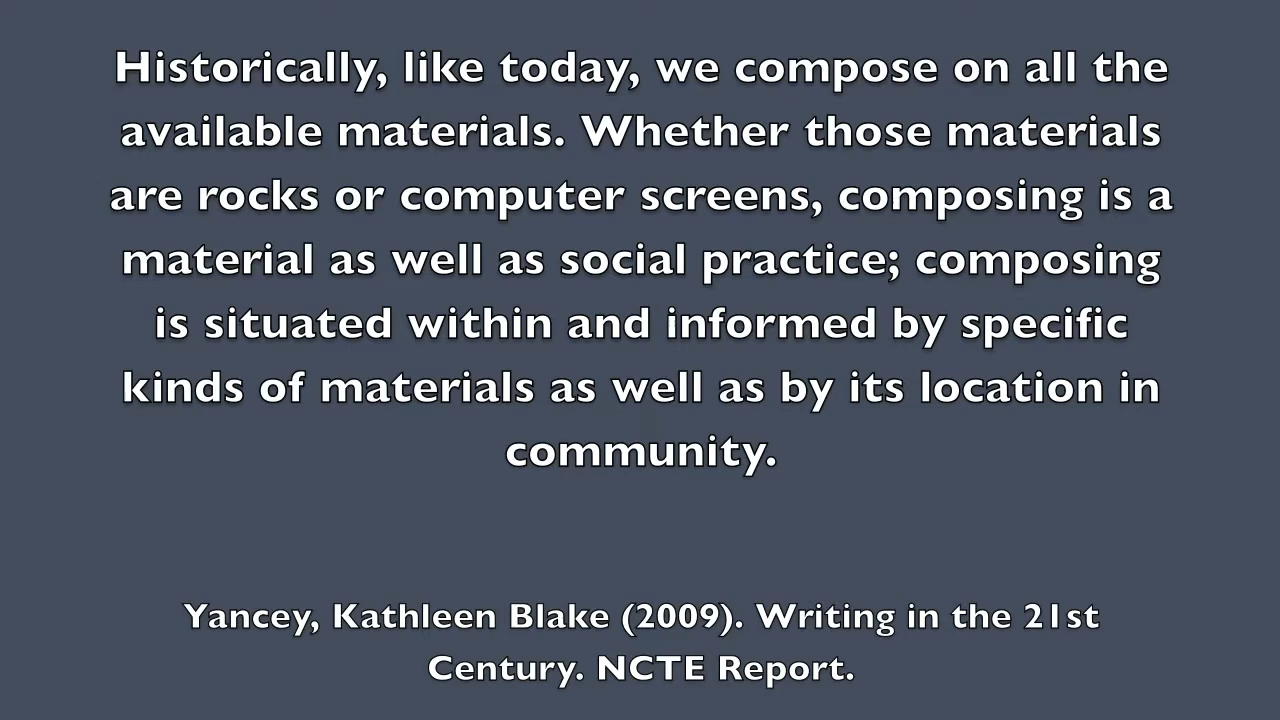 Historically, like today, we compose on all the
available materials. Whether those materials
are rocks or computer screens, composing is a
material as well as social practice; composing
is situated within and informed by specific
kinds of materials as well as by its location in
community.
Yancey, Kathleen Blake (2009). Writing in the 21st
Century. NCTE Report.